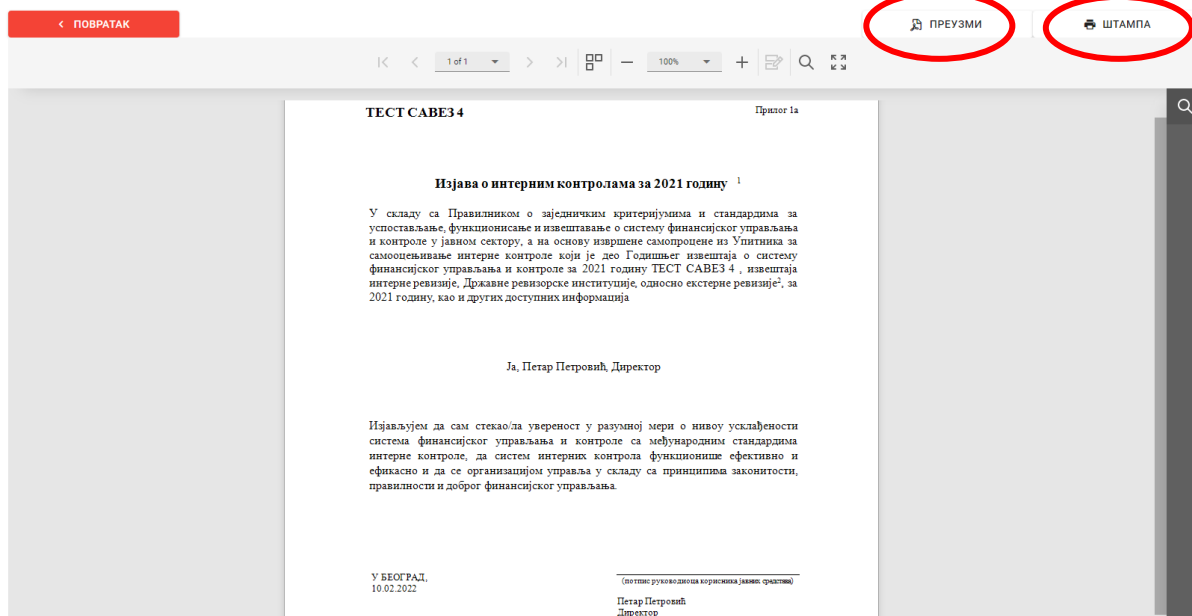 ПОВРАТАК
ПРЕУЗМИ
ШТАМПА
1 of 1
100%
ТЕСТ САВЕЗ 4
Прилог 1а
Изјава о интерним контролама за 2021 годину 1
У складу са Правилником о заједничким критеријумима и стандардима за
успостављање, функционисање и извештавање о систему финансијског управљања
и контроле у јавном сектору, а на основу извршене самопроцене из Упитника за
самооцењивање интерне контроле који је део Годишњег извештаја о систему
финансијског управљања и контроле за 2021 годину ТЕСТ САВЕЗ 4 , извештаја
интерне ревизије, Државне ревизорске институције, односно екстерне ревизије2, за
2021 годину, као и других доступних информација
Ја, Петар Петровић, Директор
Изјављујем да сам стекао/ла увереност у разумној мери о нивоу усклађености
система финансијског управљања и контроле са међународним стандардима
интерне контроле, да систем интерних контрола функционише ефективно и
ефикасно и да се организацијом управља у складу са принципима законитости,
правилности и доброг финансијског управљања.
У БЕОГРАД,
10.02.2022
(потпис руководиоца корисника јавних средстава)
Петар Петровић
Директор